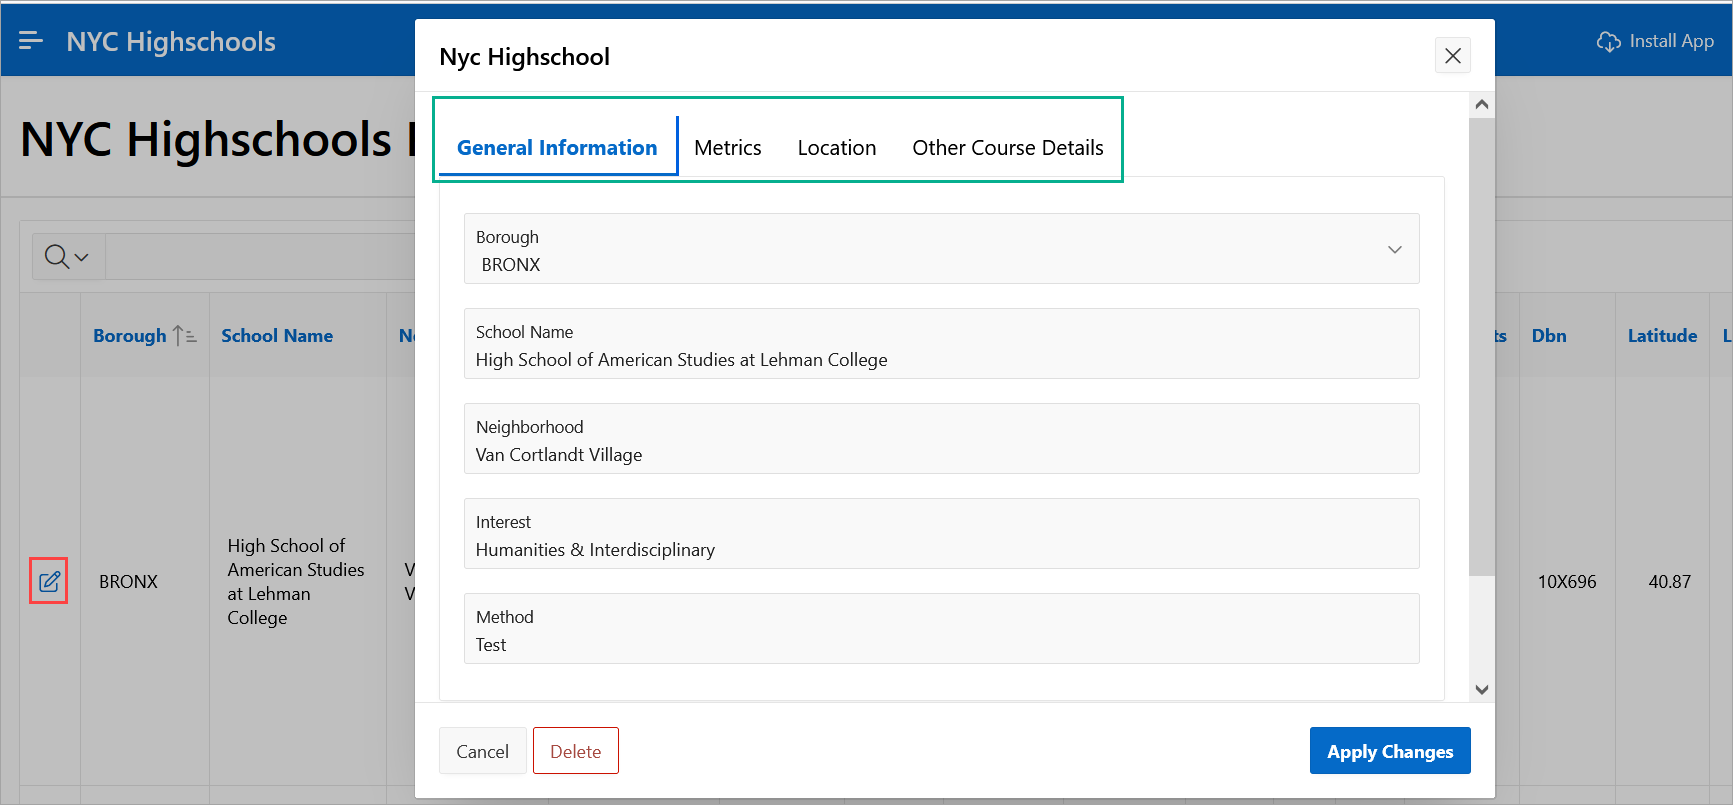 NYC Highschools
Install App
NYC Highschools
Nyc Highschool
General Information
Metrics
Location
Other Course Details
Borough
BRONX
School Name
High School of American Studies at Lehman College
Neighborhood
Van Cortlandt Village
Interest
Humanities & Interdisciplinary
Method
Test
Cancel
Delete
Apply Changes
Borough
School Name
Dbn
Latitude
BRONX
High School of
American Studies
at Lehman
College
10X696
40.87